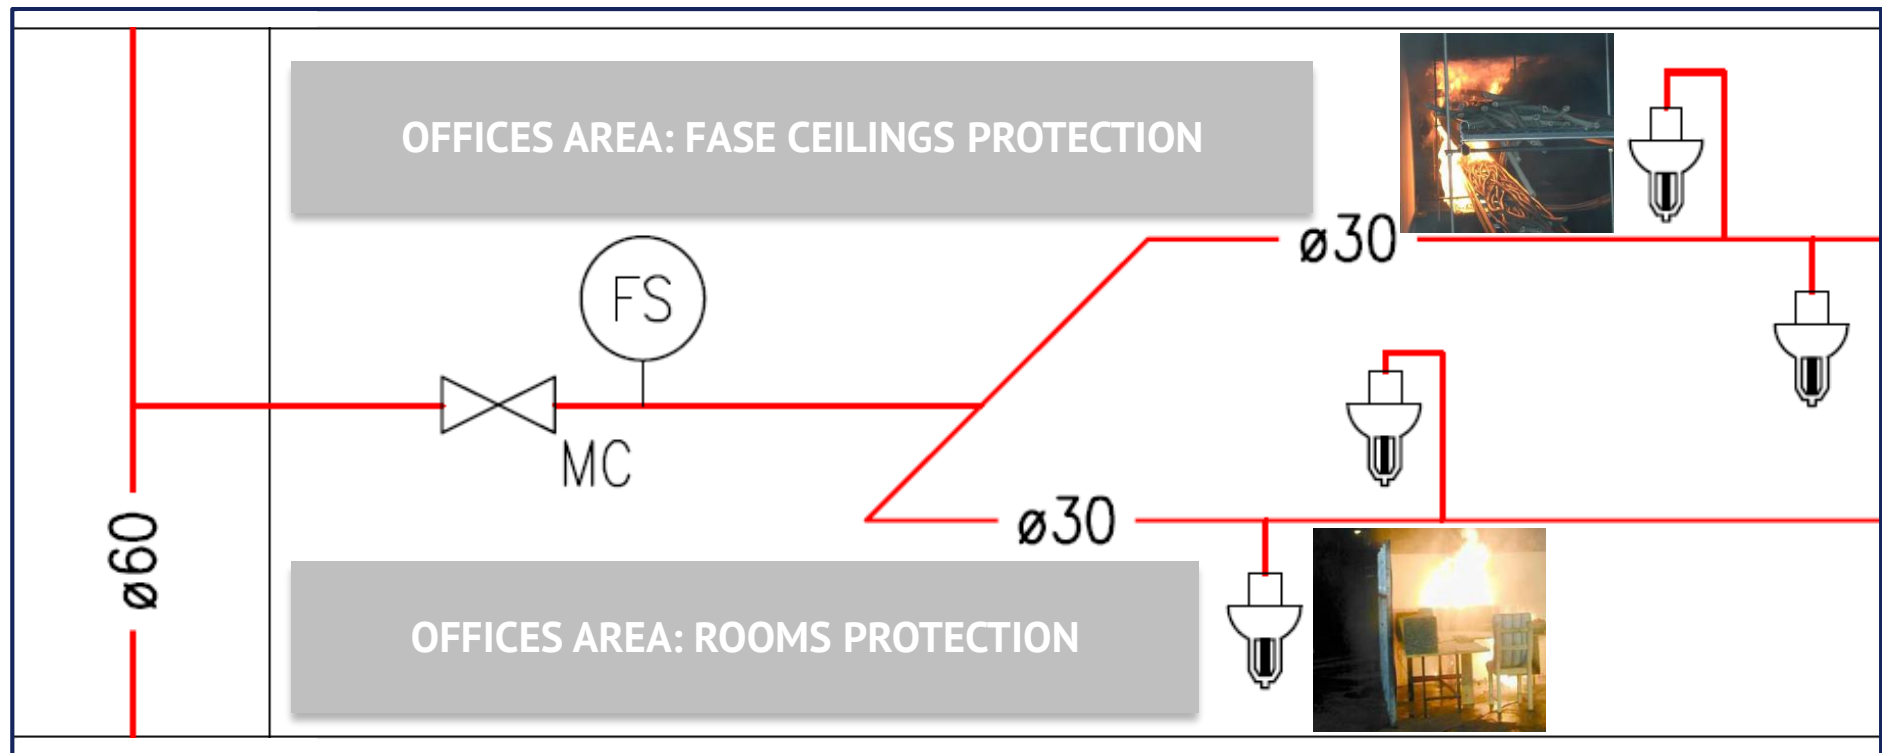 OFFICES AREA: FASE CEILINGS PROTECTION
ø30
FS
MC
ø30
ø60
OFFICES AREA: ROOMS PROTECTION